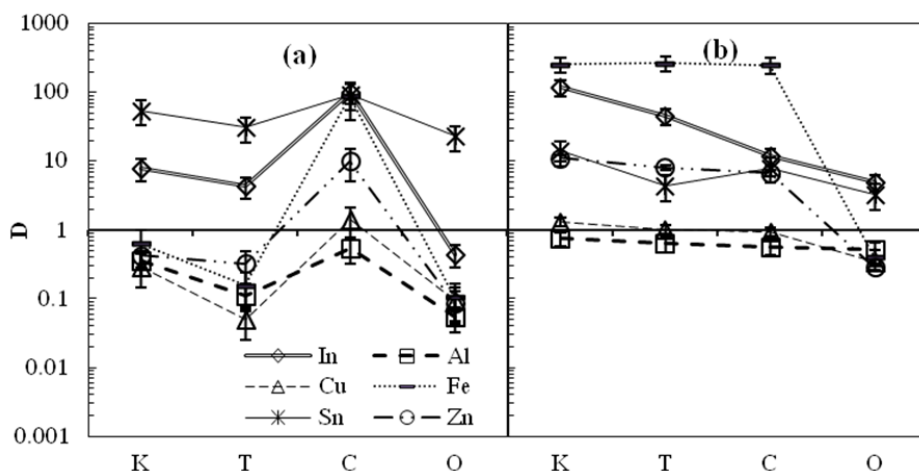 1000
100
10
1
0.1
0.01
0.001
D
(a)
(b)
In
Al
Cu
Fe
Sn
Zn
K T C O K T C O